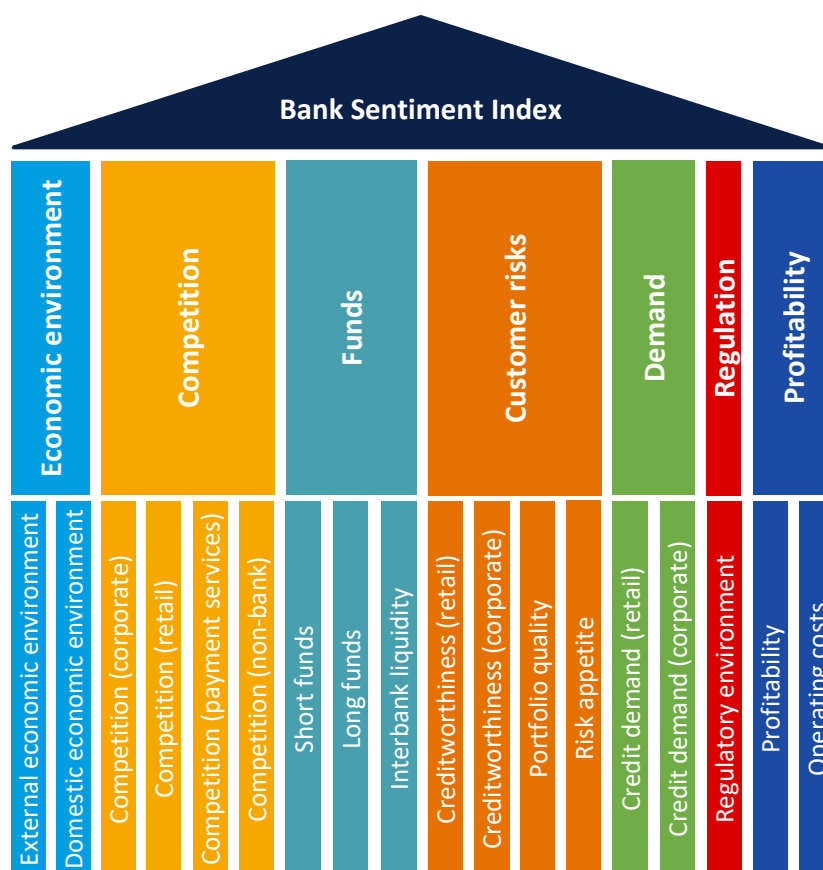 Bank Sentiment Index
Economic environment
Competition
Funds
Customer risks
Demand
Regulation
Profitability
External economic environment
Domestic economic environment
Competition (corporate)
Competition (retail)
Competition (payment services)
Competition (non-bank)
Short funds
Long funds
Interbank liquidity
Creditworthiness (retail)
Creditworthiness (corporate)
Portfolio quality
Risk appetite
Credit demand (retail)
Credit demand (corporate)
Regulatory environment
Profitability
Operating costs